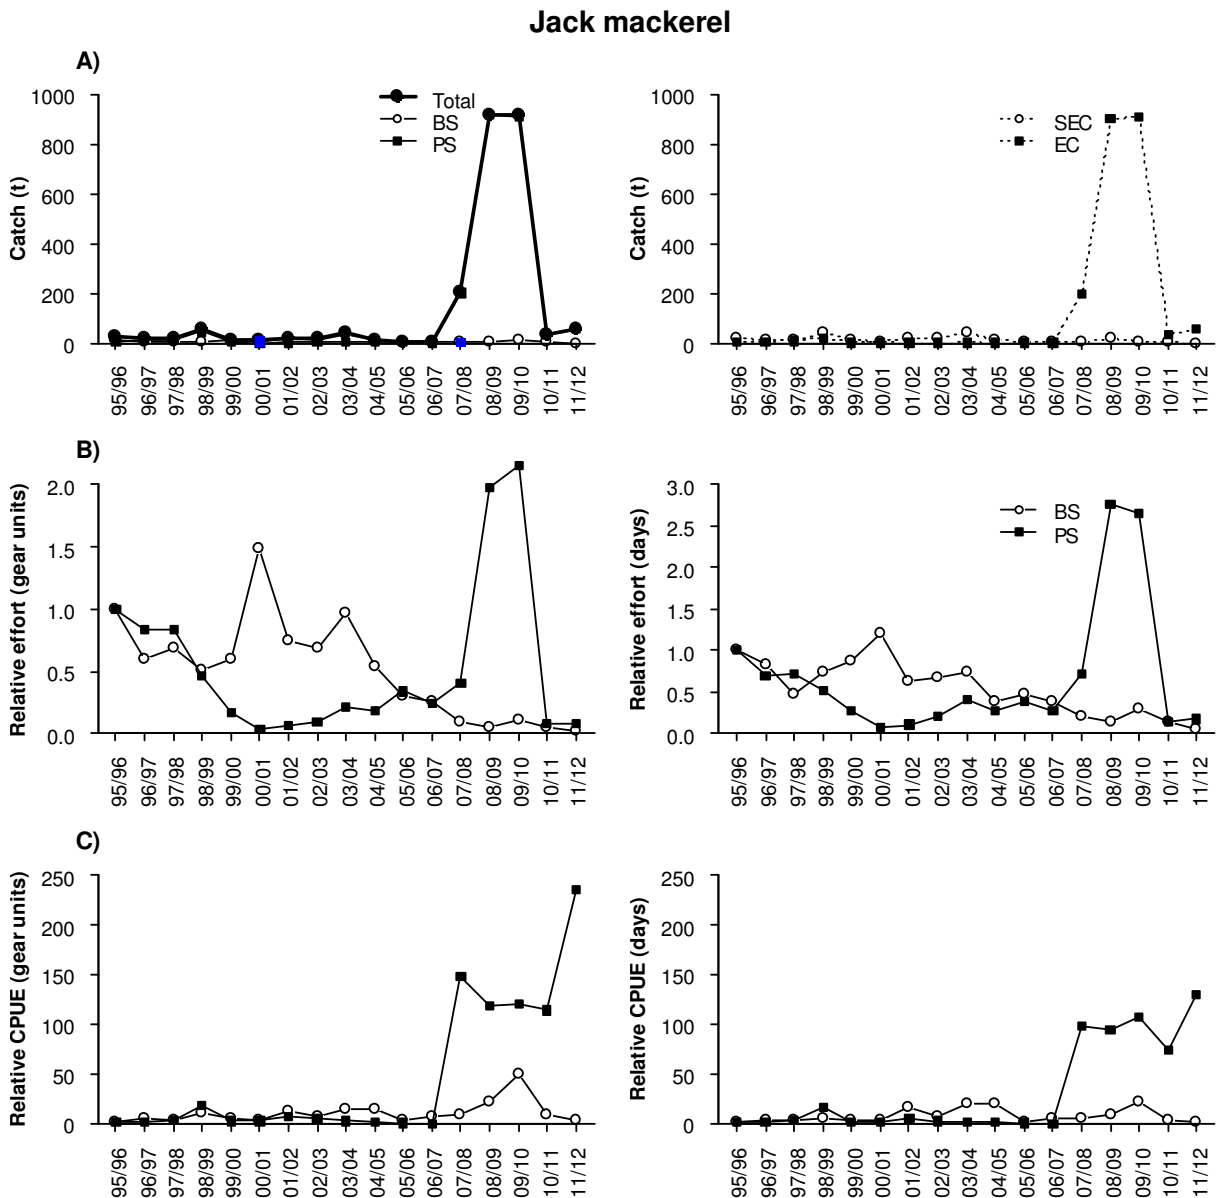 Jack mackerel
A)
Catch (t)
1000
800
600
400
200
0
Total
BS
PS
95/96 96/97 97/98 98/99 99/00 00/01 01/02 02/03 03/04 04/05 05/06 06/07 07/08 08/09 09/10 10/11 11/12
Catch (t)
1000
800
600
400
200
0
SEC
EC
95/96 96/97 97/98 98/99 99/00 00/01 01/02 02/03 03/04 04/05 05/06 06/07 07/08 08/09 09/10 10/11 11/12
B)
Relative effort (gear units)
2.0
1.5
1.0
0.5
0.0
95/96 96/97 97/98 98/99 99/00 00/01 01/02 02/03 03/04 04/05 05/06 06/07 07/08 08/09 09/10 10/11 11/12
Relative effort (days)
3.0
2.5
2.0
1.5
1.0
0.5
0.0
BS
PS
95/96 96/97 97/98 98/99 99/00 00/01 01/02 02/03 03/04 04/05 05/06 06/07 07/08 08/09 09/10 10/11 11/12
C)
Relative CPUE (gear units)
250
200
150
100
50
0
95/96 96/97 97/98 98/99 99/00 00/01 01/02 02/03 03/04 04/05 05/06 06/07 07/08 08/09 09/10 10/11 11/12
Relative CPUE (days)
250
200
150
100
50
0
95/96 96/97 97/98 98/99 99/00 00/01 01/02 02/03 03/04 04/05 05/06 06/07 07/08 08/09 09/10 10/11 11/12